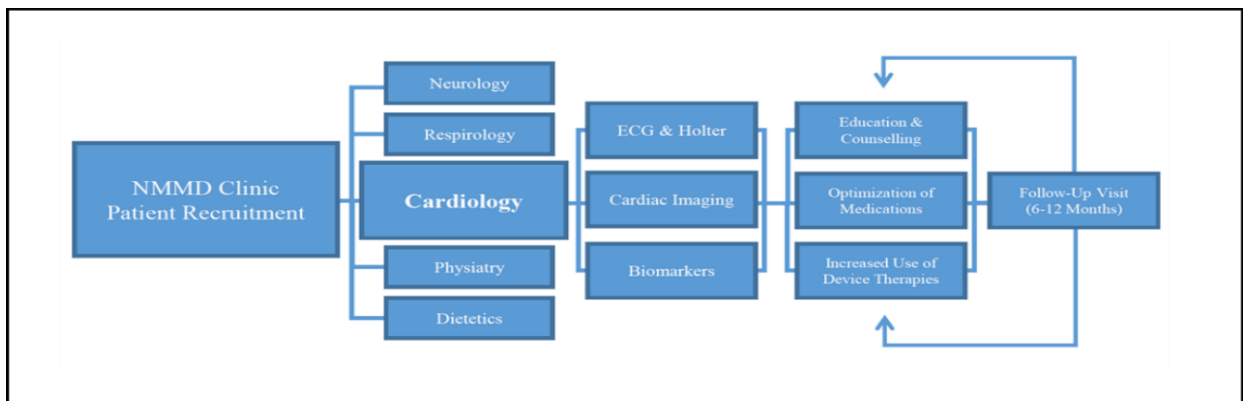 NMMD Clinic
Patient Recruitment
Neurology
Respirology
Cardiology
Physiatry
Dietetics
ECG & Holter
Cardiac Imaging
Biomarkers
Education &
Counselling
Optimization of
Medications
Increased Use of
Device Therapies
Follow-Up Visit
(6-12 Months)